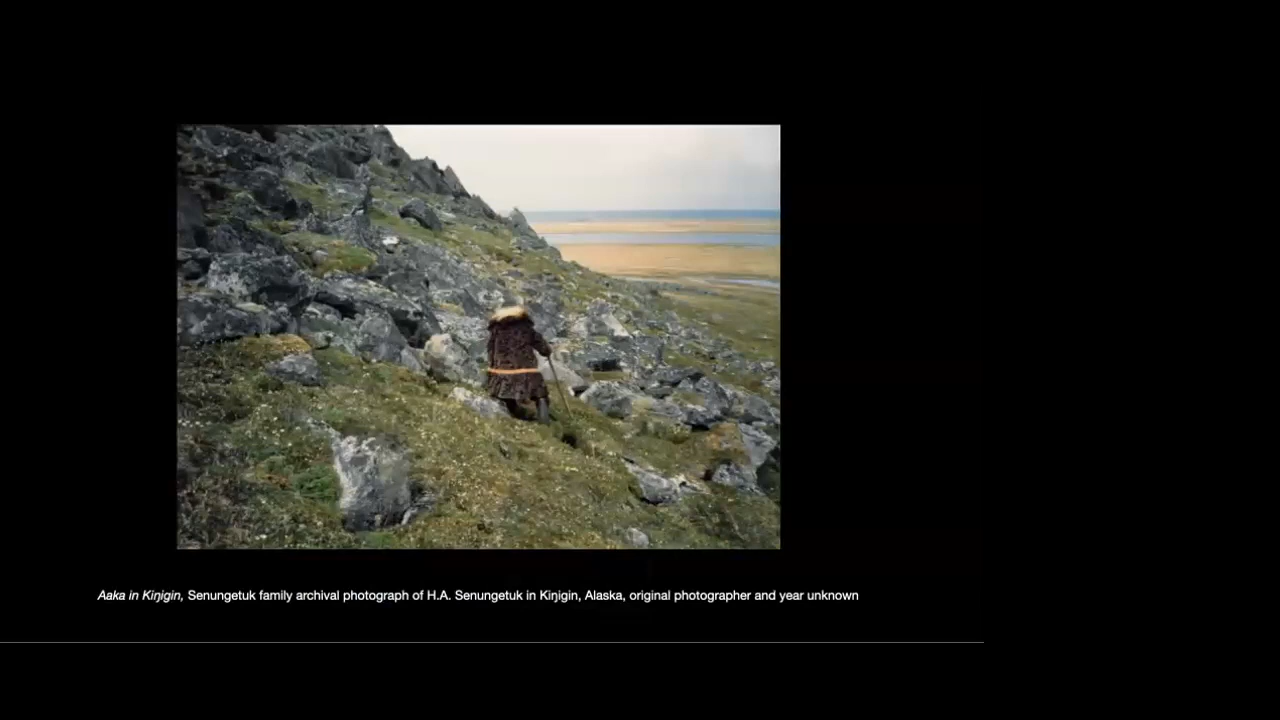 Aaka in Kiŋigin, Senungetuk family archival photograph of H.A. Senungetuk in Kiŋigin, Alaska, original photographer and year unknown